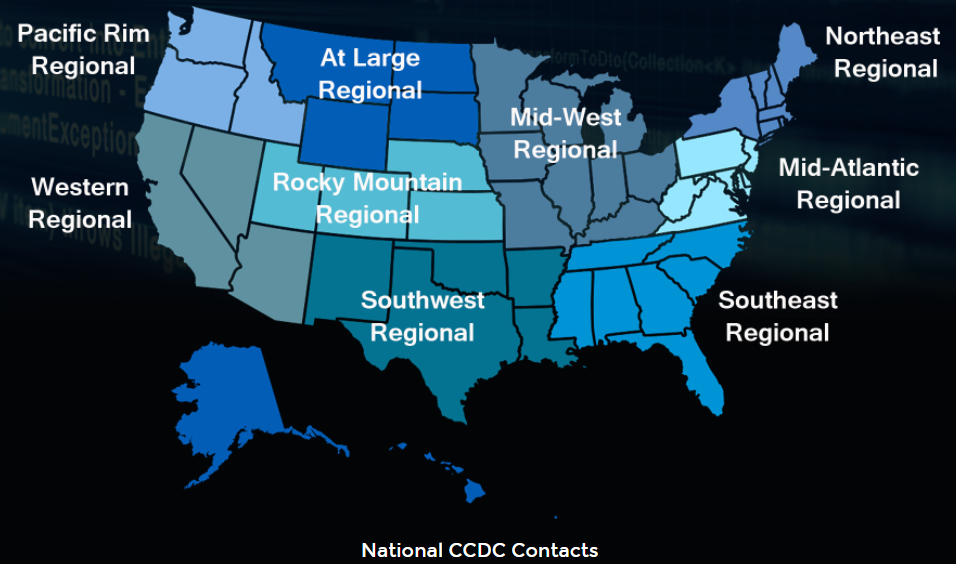 Pacific Rim
Regional
At Large
Regional
Northeast
Regional
Mid-West
Regional
Western
Regional
Rocky Mountain
Regional
Mid-Atlantic
Regional
Southwest
Regional
Southeast
Regional
National CCDC Contacts